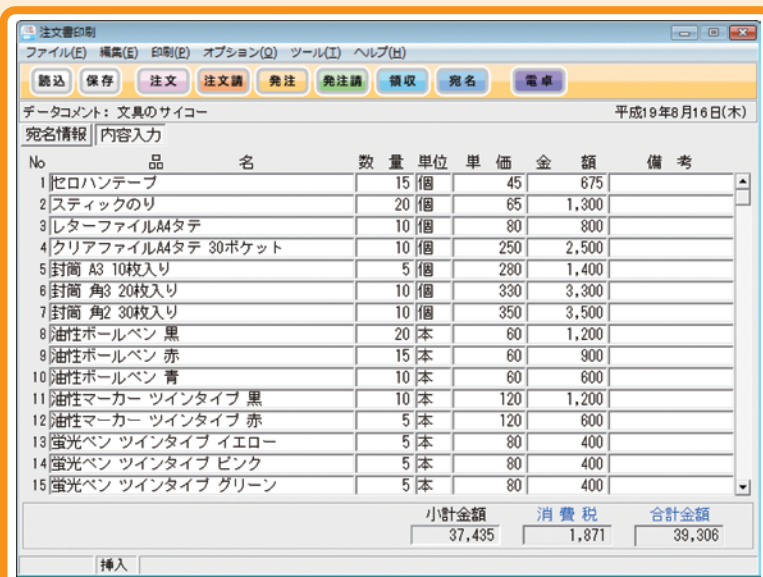 注文書印刷
ファイル(F) 編集(E) 印刷(P) オプション(O) ツール(T) ヘルプ(H)
読込 保存 注文 注文請 発注 発注請 領収 宛名 電卓
データコメント: 文具のサイコー 平成19年8月16日(木)
宛名情報 内容入力
No 品名 数量 単位 単価 金額 備考
1 セロハンテープ 15 個 45 675
2 スティックのり 20 個 65 1,300
3 レターファイルA4タテ 10 個 80 800
4 クリアファイルA4タテ 30ポケット 10 個 250 2,500
5 封筒 A3 10枚入り 5 個 280 1,400
6 封筒 角3 20枚入り 10 個 330 3,300
7 封筒 角2 30枚入り 10 個 350 3,500
8 油性ボールペン 黒 20 本 60 1,200
9 油性ボールペン 赤 15 本 60 900
10 油性ボールペン 青 10 本 60 600
11 油性マーカー ツインタイプ 黒 10 本 120 1,200
12 油性マーカー ツインタイプ 赤 5 本 120 600
13 蛍光ペン ツインタイプ イエロー 5 本 80 400
14 蛍光ペン ツインタイプ ピンク 5 本 80 400
15 蛍光ペン ツインタイプ グリーン 5 本 80 400
小計金額 消費税 合計金額
37,435 1,871 39,306
挿入